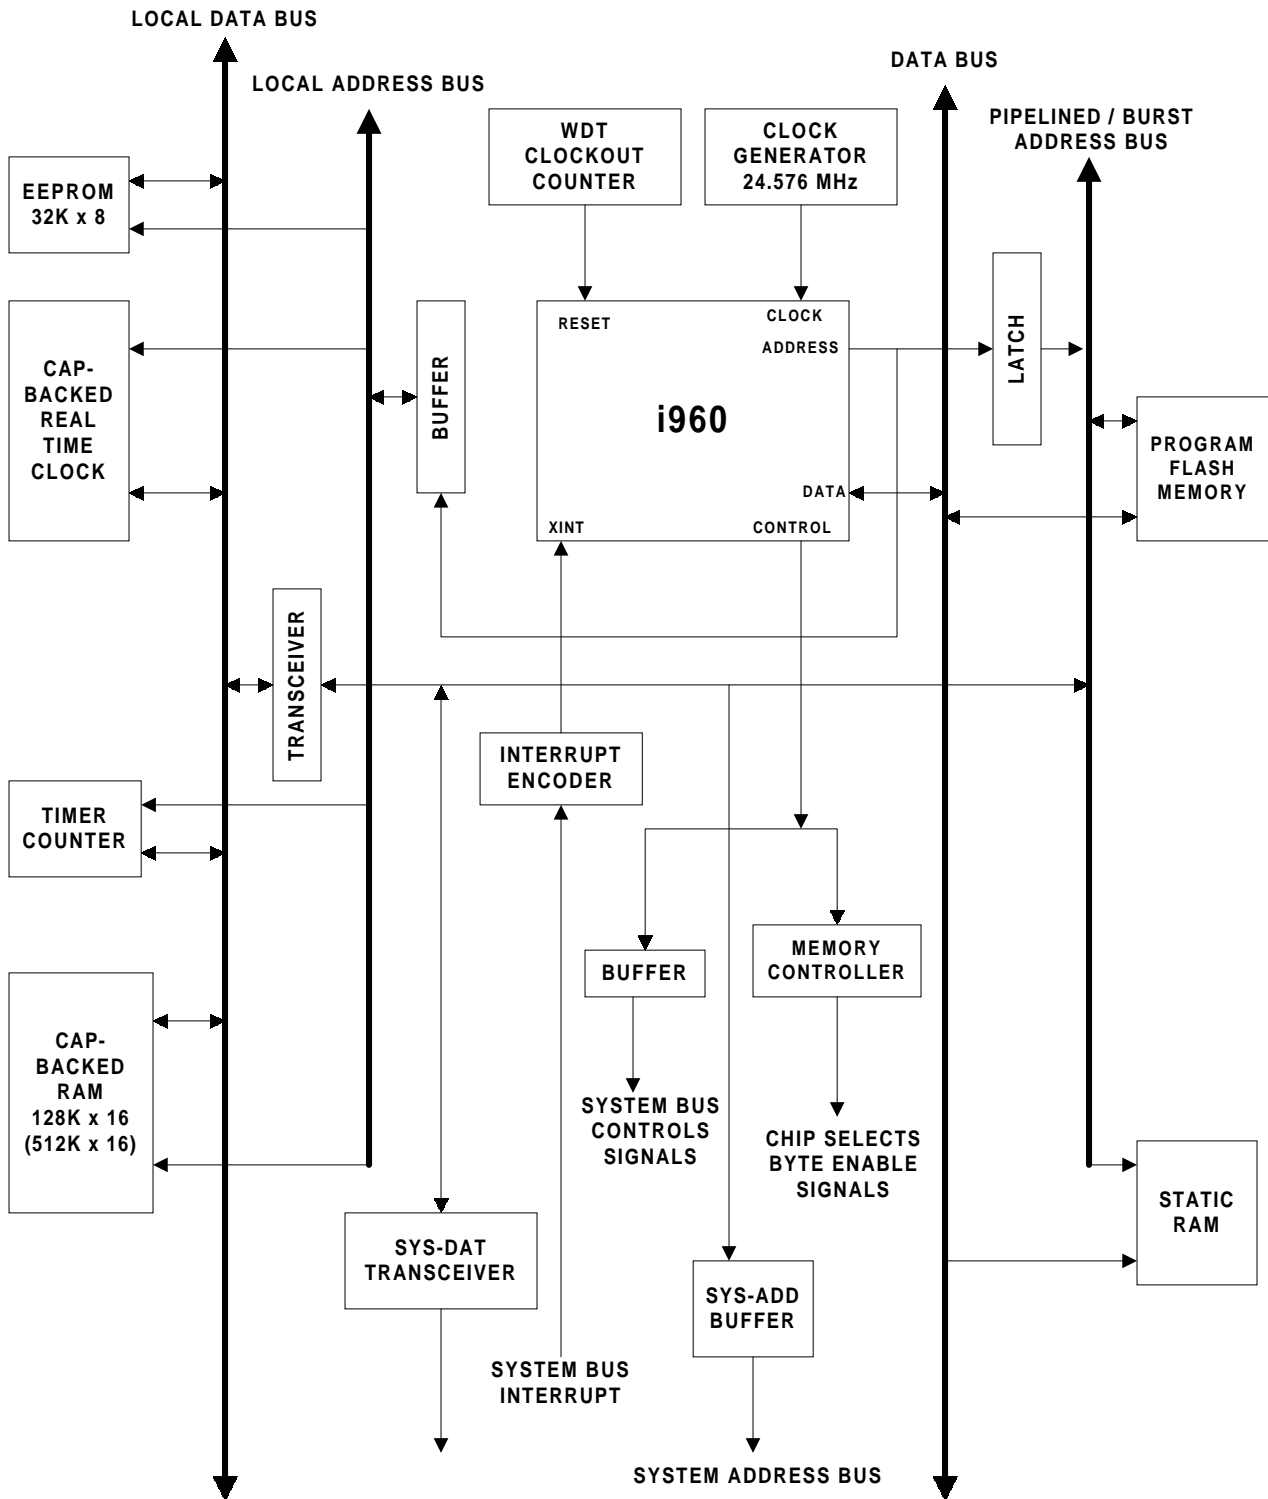 LOCAL DATA BUS
LOCAL ADDRESS BUS
DATA BUS
PIPELINED / BURST
ADDRESS BUS
WDT
CLOCKOUT
COUNTER
CLOCK
GENERATOR
24.576 MHz
EEPROM
32K x 8
CAP-
BACKED
REAL
TIME
CLOCK
BUFFER
RESET
CLOCK
ADDRESS
i960
DATA
XINT
CONTROL
LATCH
PROGRAM
FLASH
MEMORY
TRANSCEIVER
INTERRUPT
ENCODER
TIMER
COUNTER
BUFFER
MEMORY
CONTROLLER
CAP-
BACKED
RAM
128K x 16
(512K x 16)
SYSTEM BUS
CONTROLS
SIGNALS
CHIP SELECTS
BYTE ENABLE
SIGNALS
STATIC
RAM
SYS-DAT
TRANSCEIVER
SYS-ADD
BUFFER
SYSTEM BUS
INTERRUPT
SYSTEM ADDRESS BUS